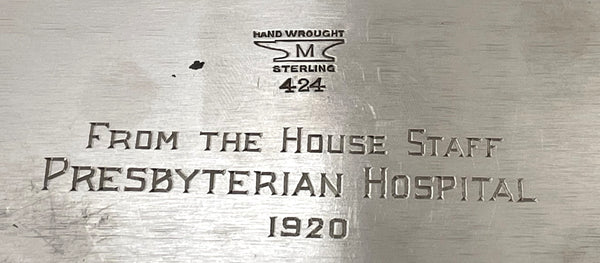 HAND WROUGHT
M
STERLING
424
FROM THE HOUSE STAFF
PRESBYTERIAN HOSPITAL
1920